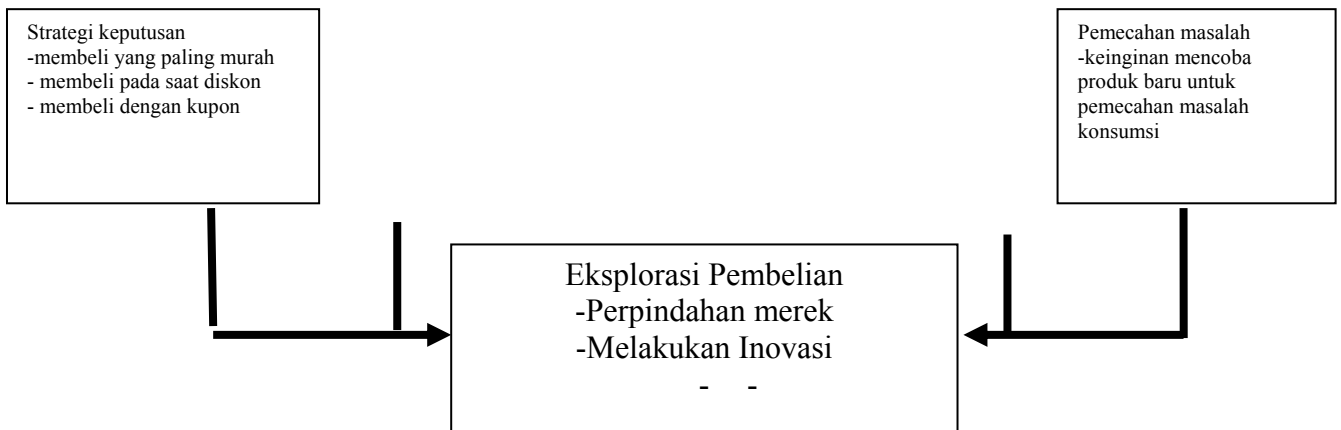 Strategi keputusan
-membeli yang paling murah
- membeli pada saat diskon
- membeli dengan kupon
Pemecahan masalah
-keinginan mencoba
produk baru untuk
pemecahan masalah
konsumsi
Eksplorasi Pembelian
-Perpindahan merek
-Melakukan Inovasi
- -